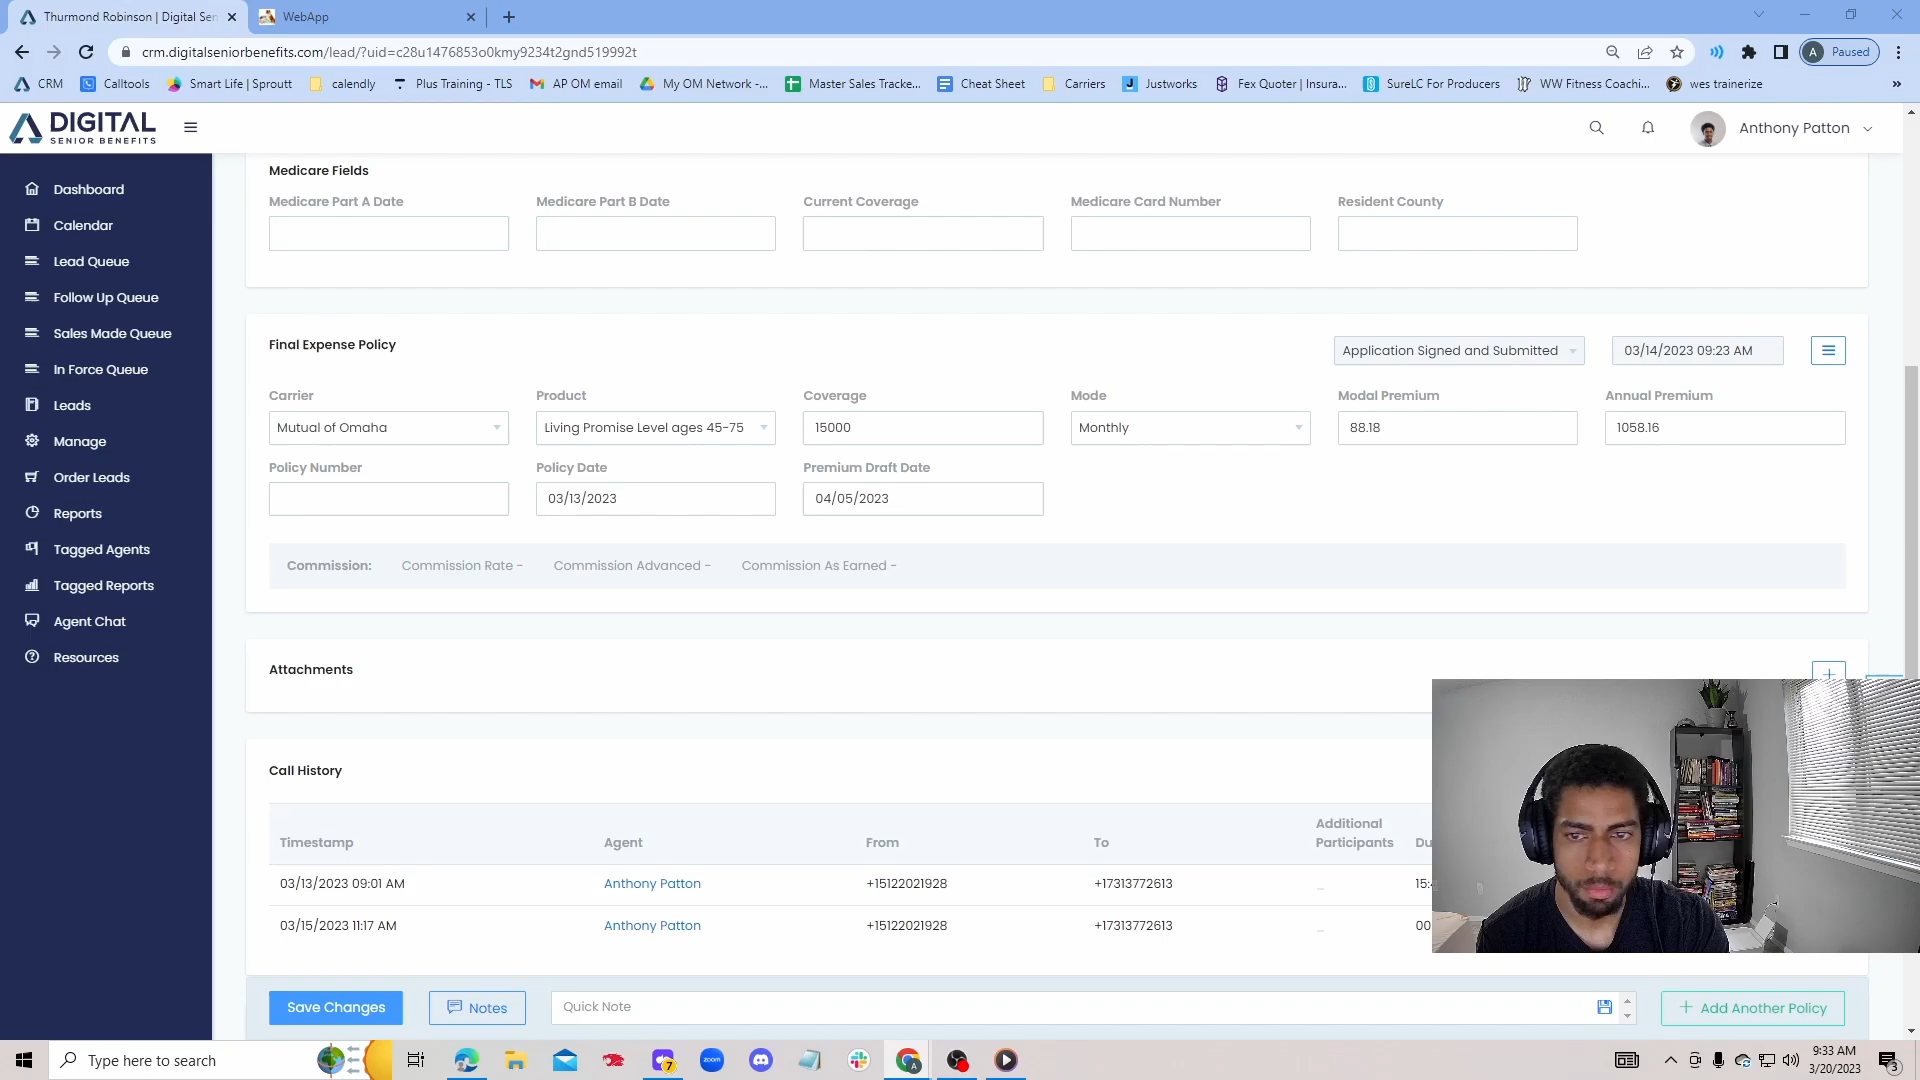 Thurmond Robinson | Digital Sen
WebApp
crm.digitalseniorbenefits.com/lead/?uid=c28u1476853o0kmy9234t2gnd519992t
A Paused
CRM Calltools Smart Life | Sproutt calendly Plus Training - TLS AP OM email My OM Network -... Master Sales Tracke... Cheat Sheet Carriers Justworks Fex Quoter | Insura... SureLC For Producers WW Fitness Coachi... wes trainerize »
DIGITAL
SENIOR BENEFITS
Anthony Patton
Dashboard
Calendar
Lead Queue
Follow Up Queue
Sales Made Queue
In Force Queue
Leads
Manage
Order Leads
Reports
Tagged Agents
Tagged Reports
Agent Chat
Resources
Medicare Fields
Medicare Part A Date Medicare Part B Date Current Coverage Medicare Card Number Resident County
Final Expense Policy
Application Signed and Submitted 03/14/2023 09:23 AM
Carrier Product Coverage Mode Modal Premium Annual Premium
Mutual of Omaha Living Promise Level ages 45-75 15000 Monthly 88.18 1058.16
Policy Number Policy Date Premium Draft Date
03/13/2023 04/05/2023
Commission: Commission Rate - Commission Advanced - Commission As Earned -
Attachments
Call History
Timestamp Agent From To Additional Participants Du
03/13/2023 09:01 AM Anthony Patton +15122021928 +17313772613 _ 15:
03/15/2023 11:17 AM Anthony Patton +15122021928 +17313772613 _ 00
Save Changes Notes Quick Note + Add Another Policy
Type here to search
zoom
7
A
9:33 AM
3/20/2023
3